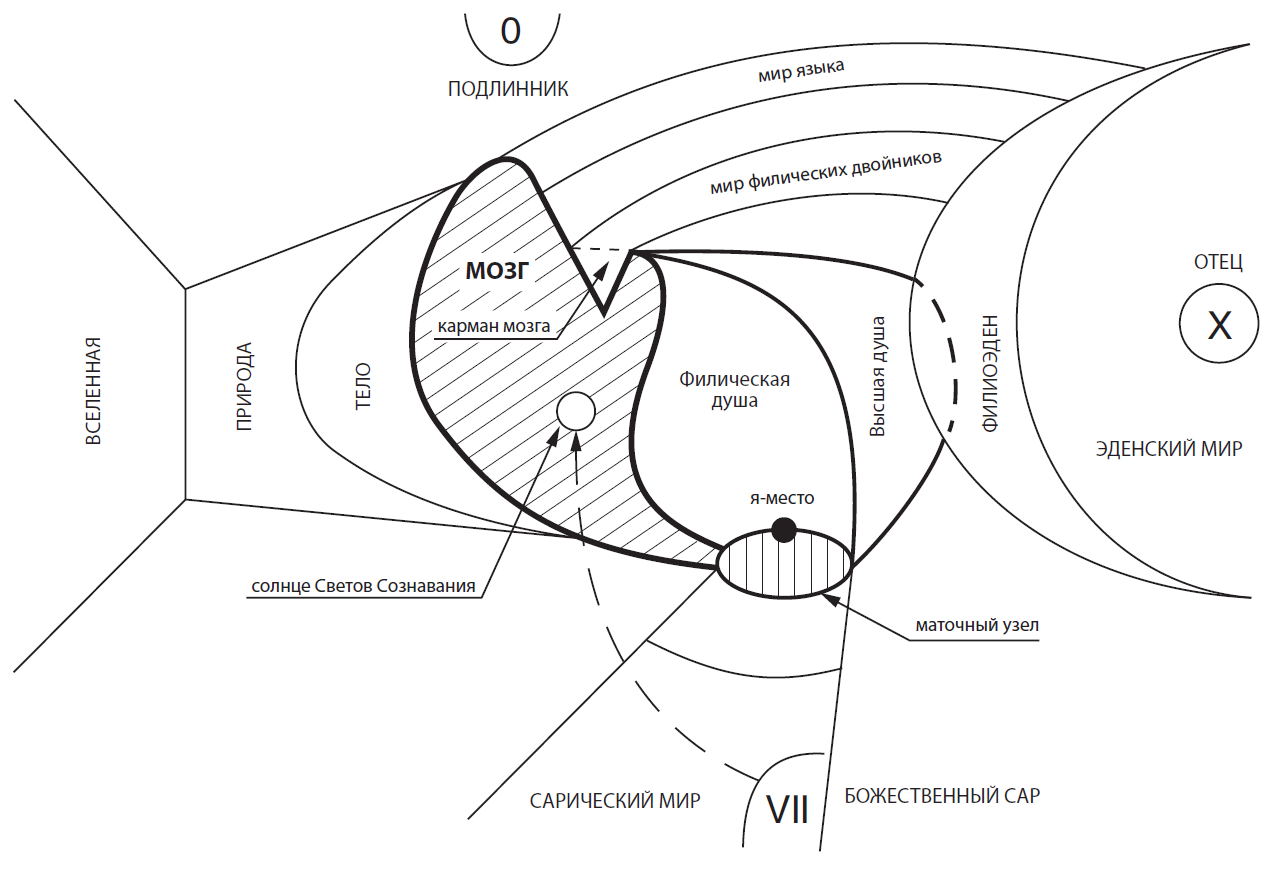 0
ПОДЛИННИК
мир языка
мир филических двойников
ОТЕЦ
X
МОЗГ
карман мозга
ВСЕЛЕННАЯ
ПРИРОДА
ТЕЛО
Филическая
душа
Высшая душа
ФИЛИОЭДЕН
ЭДЕНСКИЙ МИР
я-место
солнце Светов Сознавания
маточный узел
САРИЧЕСКИЙ МИР
VII
БОЖЕСТВЕННЫЙ САР